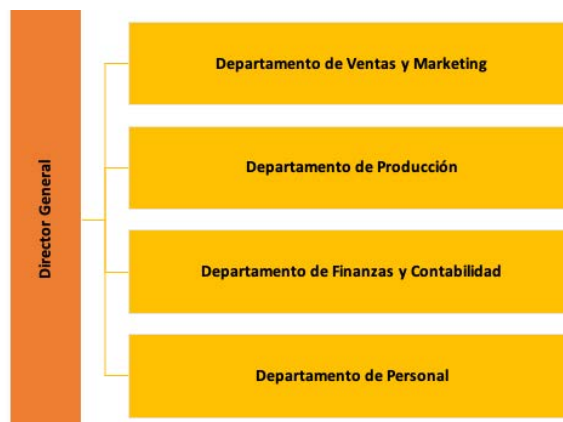 Director General
Departamento de Ventas y Marketing
Departamento de Producción
Departamento de Finanzas y Contabilidad
Departamento de Personal